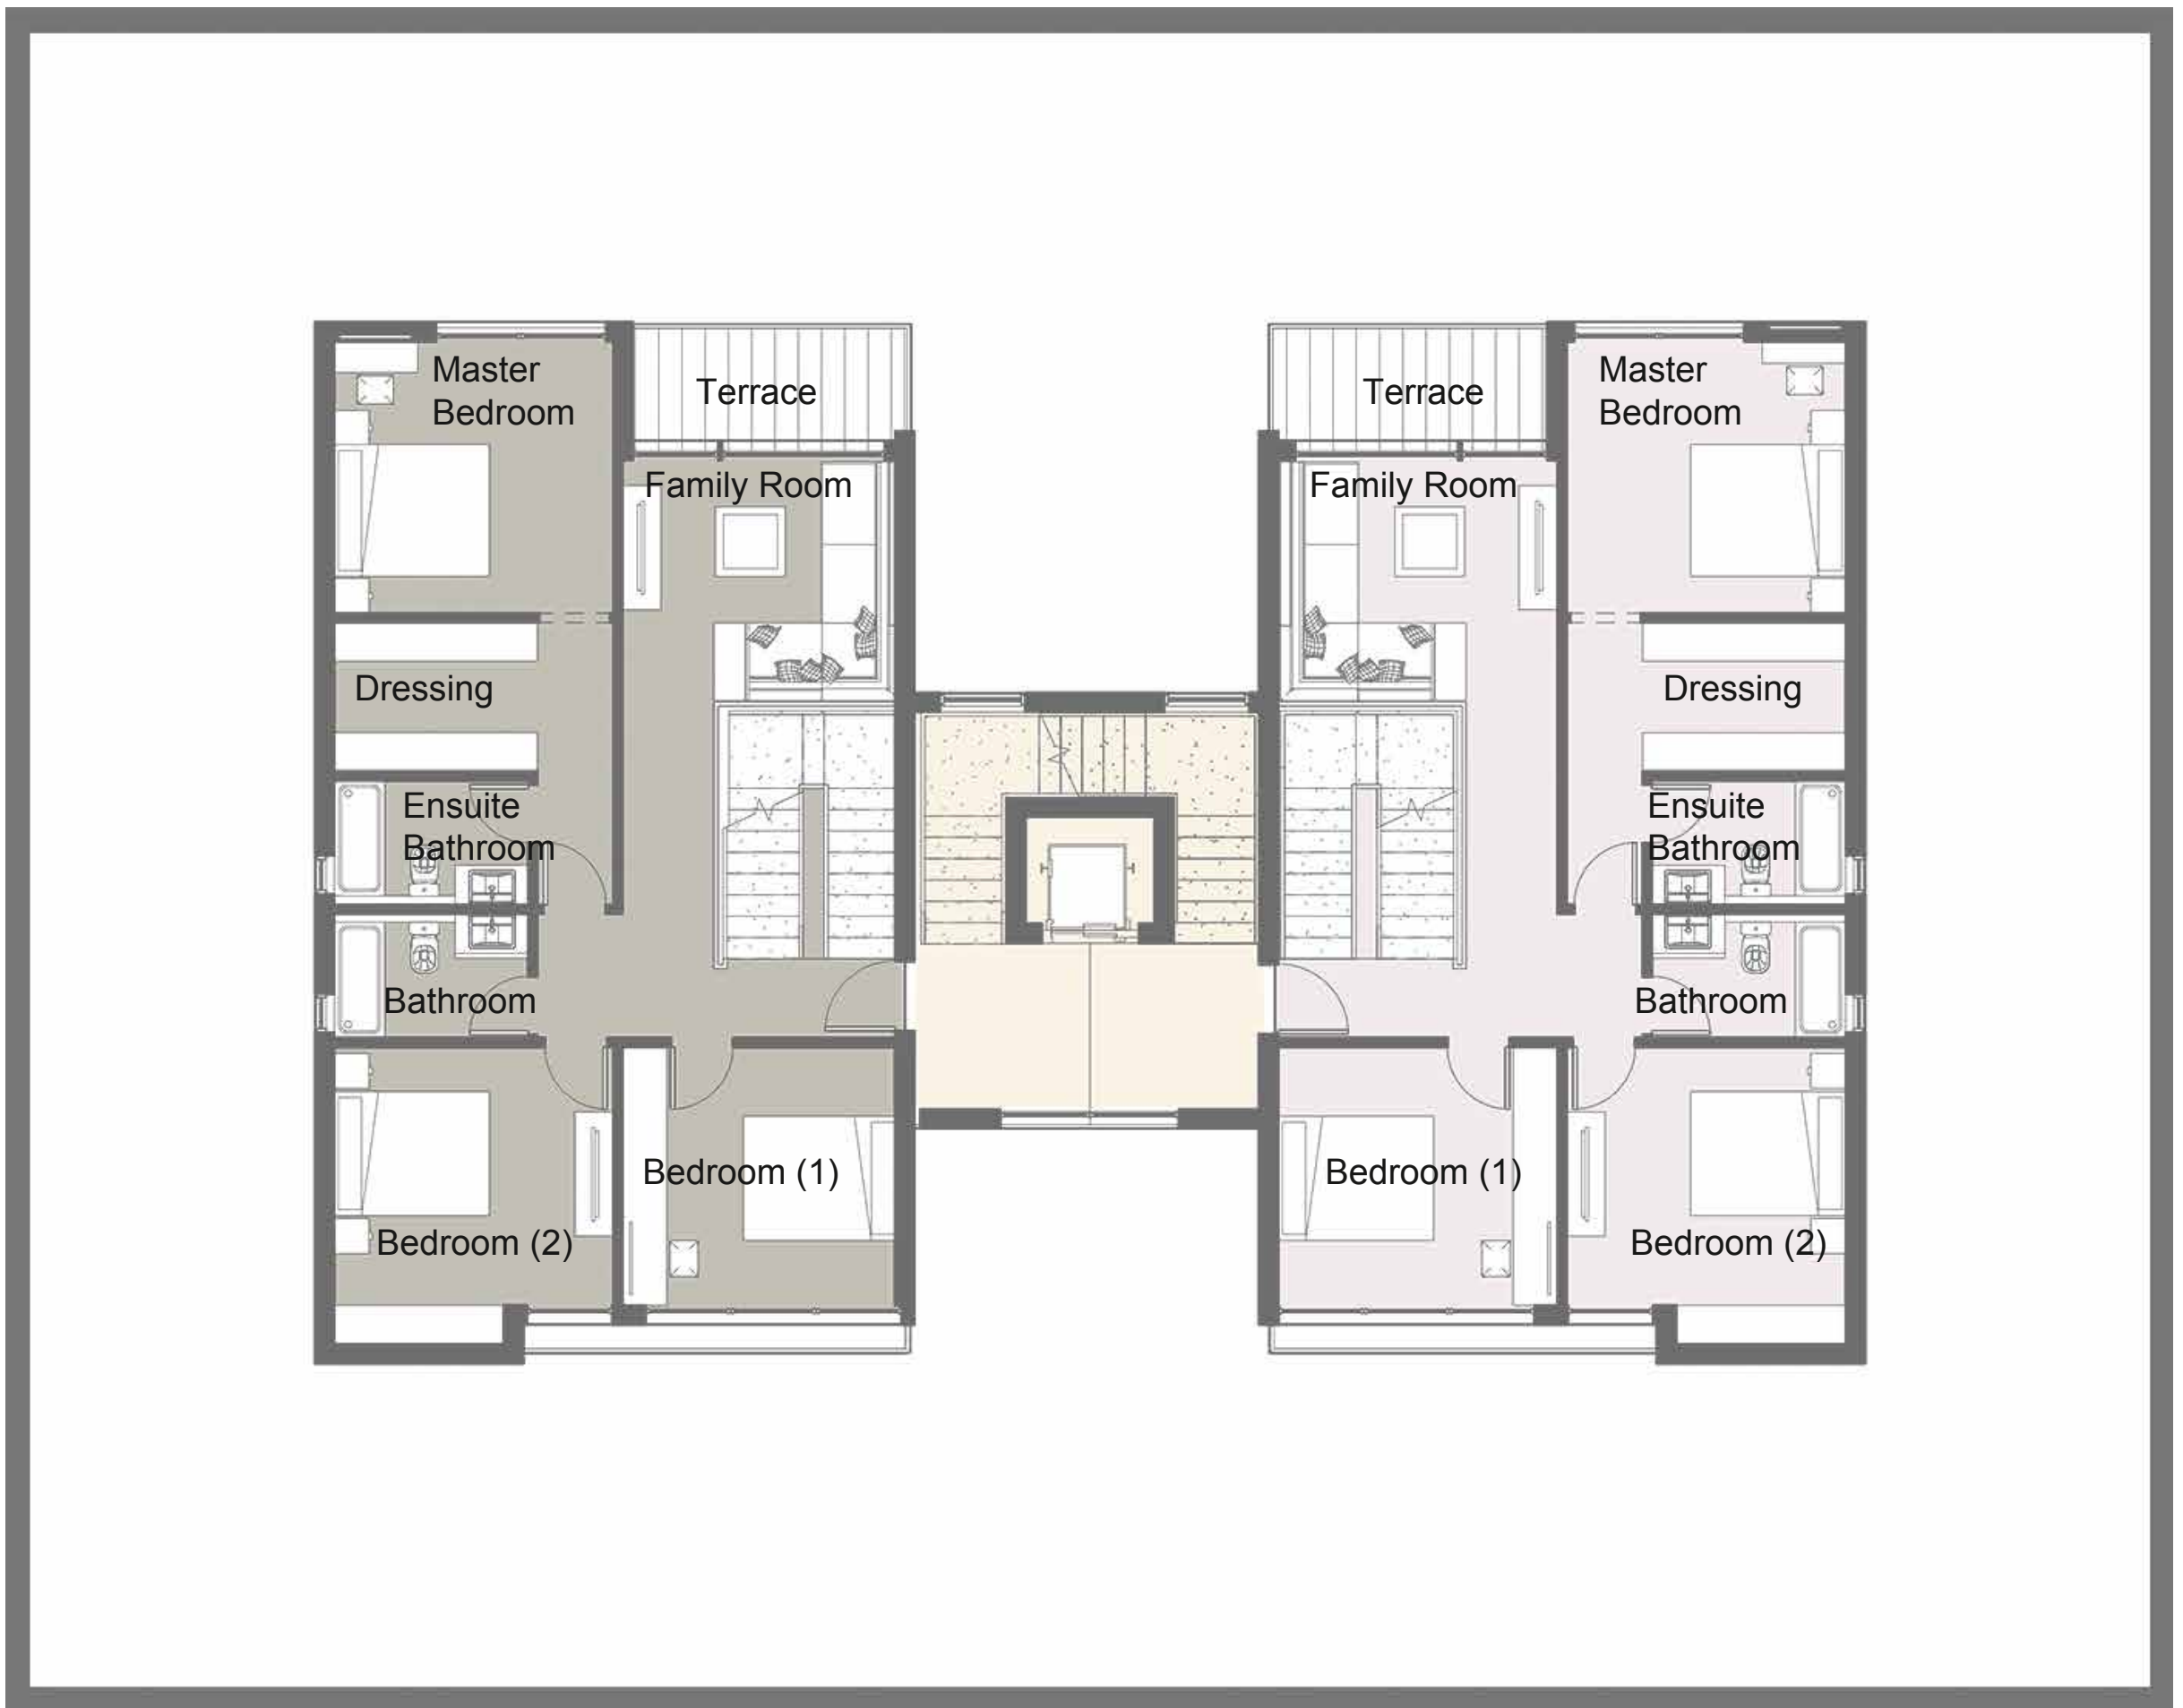 Master
Bedroom
Terrace
Family Room
Dressing
Ensuite
Bathroom
Bathroom
Bedroom (1)
Bedroom (2)
Terrace
Master
Bedroom
Family Room
Dressing
Ensuite
Bathroom
Bathroom
Bedroom (1)
Bedroom (2)